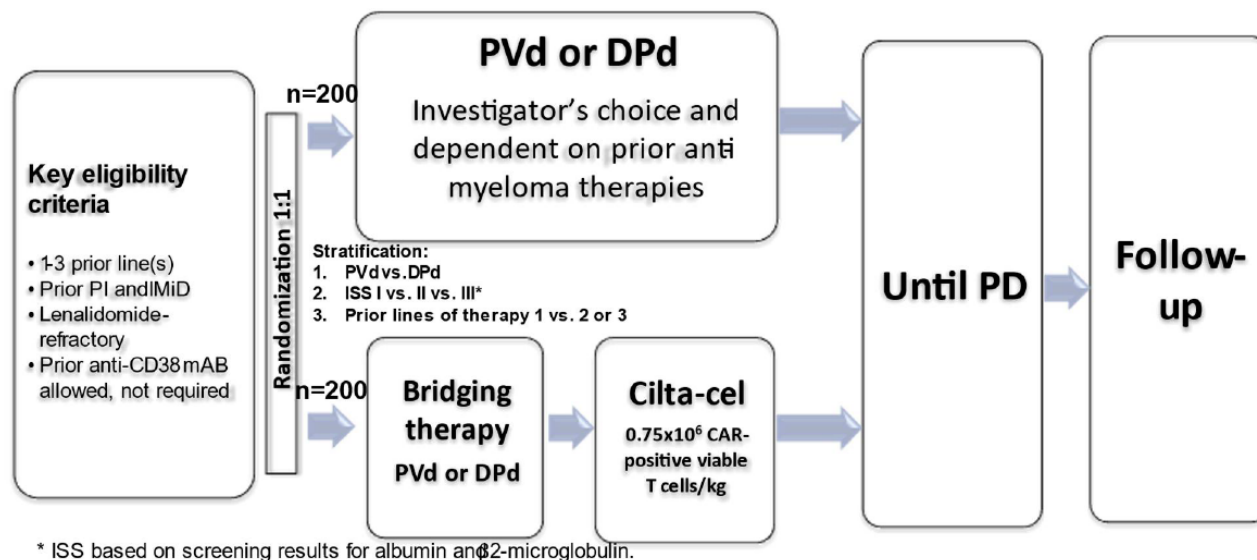 Key eligibility
criteria
• 1-3 prior line(s)
• Prior PI and IMiD
• Lenalidomide-
refractory
• Prior anti-CD38 mAB
allowed, not required
Randomization 1:1
n=200
PVd or DPd
Investigator's choice and
dependent on prior anti
myeloma therapies
Stratification:
1. PVd vs. DPd
2. ISS I vs. II vs. III*
3. Prior lines of therapy 1 vs. 2 or 3
n=200
Bridging
therapy
PVd or DPd
Cilta-cel
0.75x10⁶ CAR-
positive viable
T cells/kg
Until PD
Follow-
up
* ISS based on screening results for albumin and β2-microglobulin.